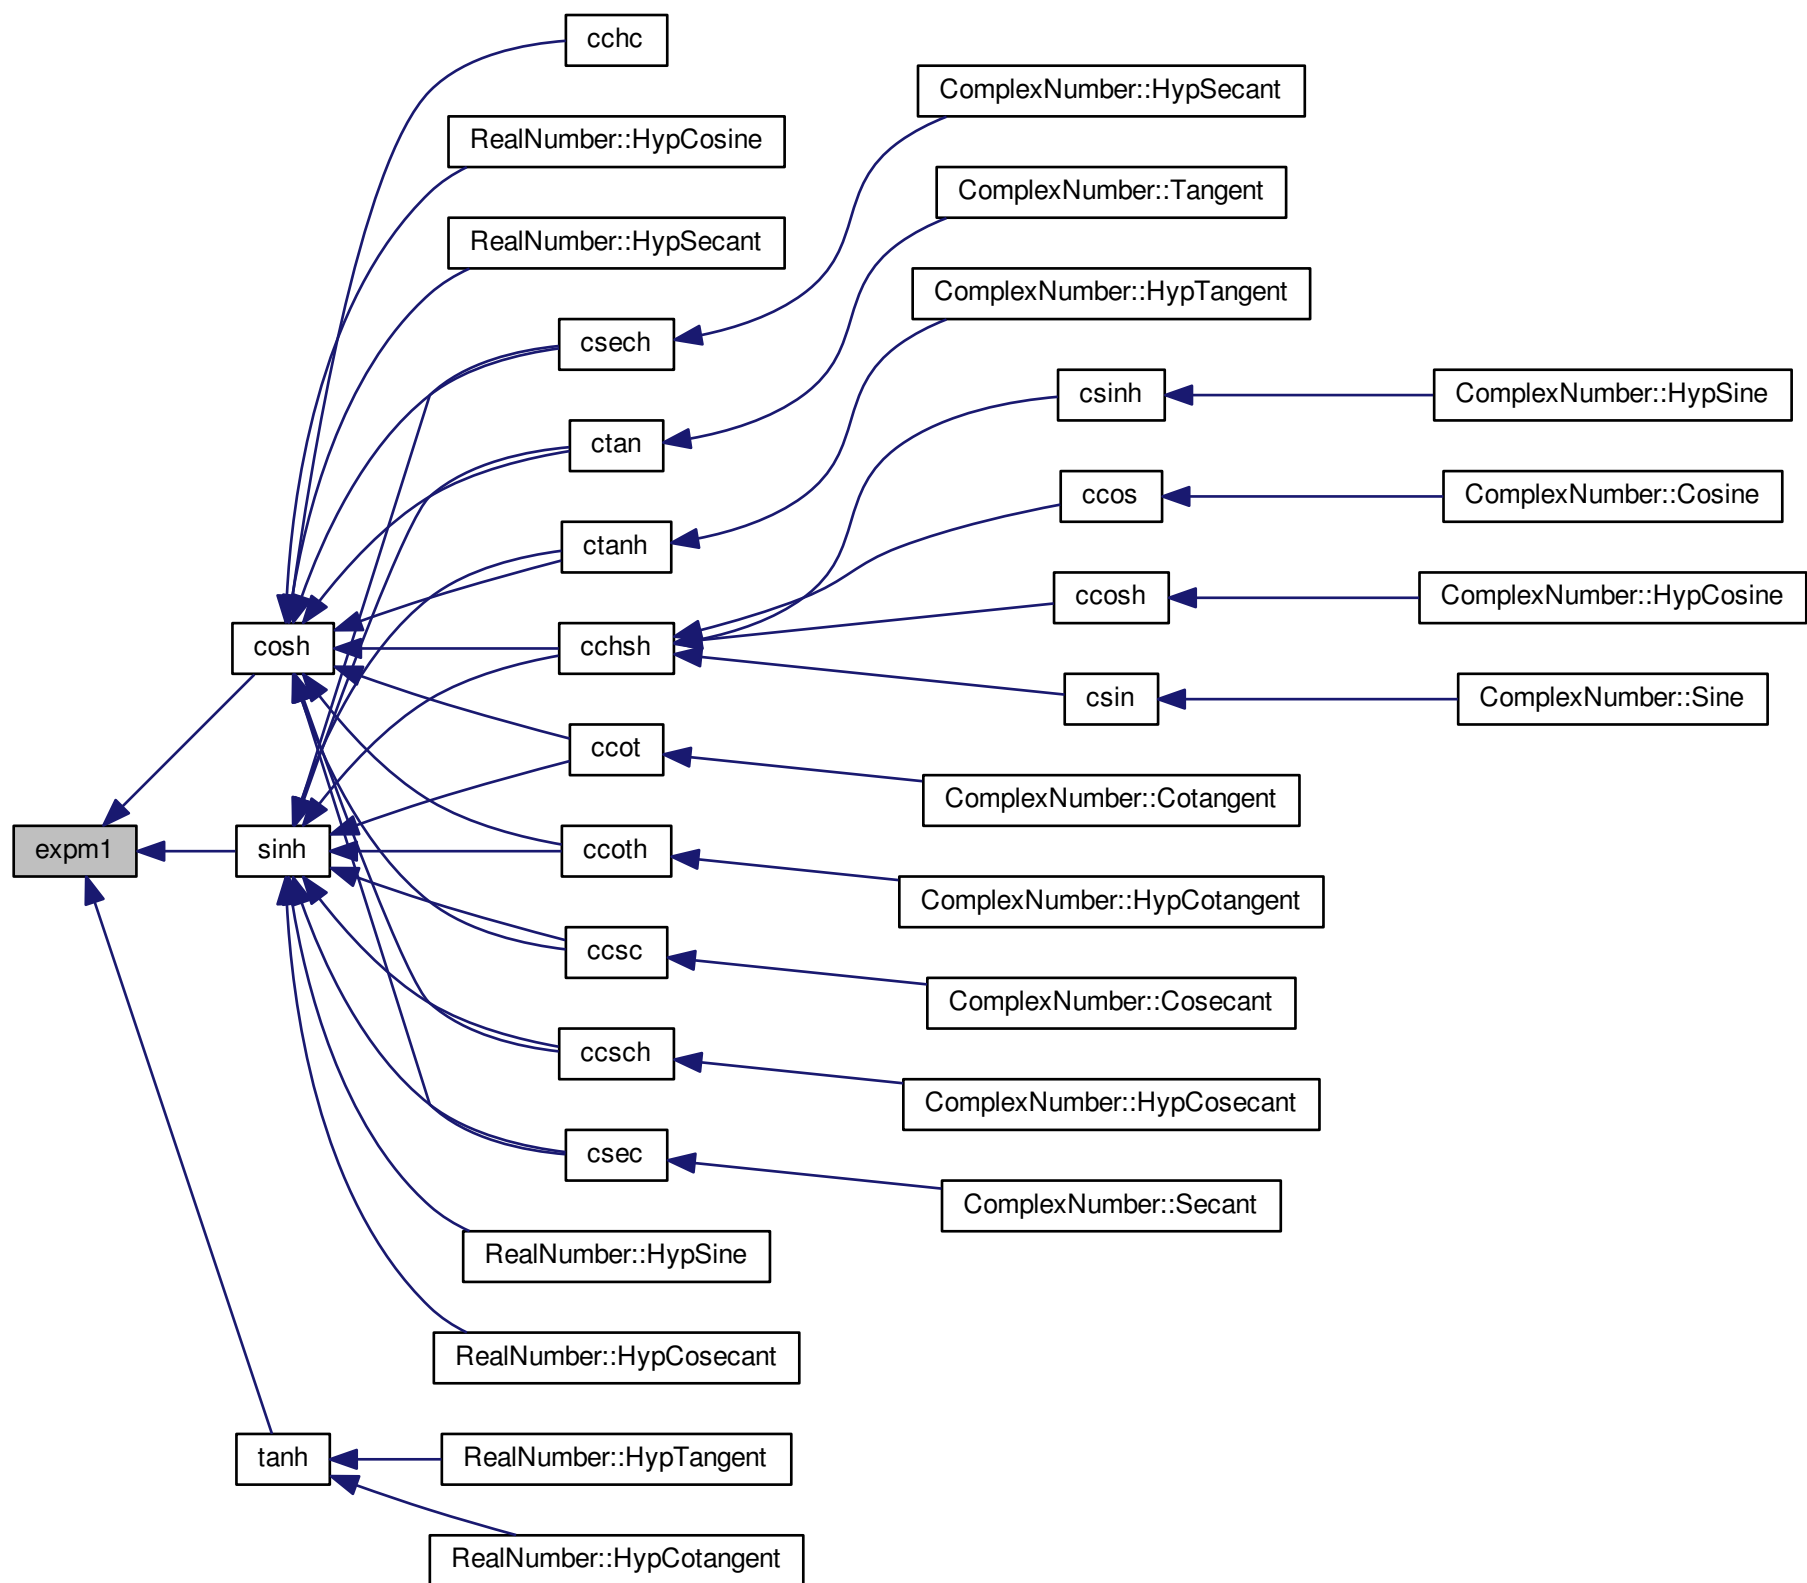 cchc
ComplexNumber::HypSecant
RealNumber::HypCosine
ComplexNumber::Tangent
RealNumber::HypSecant
ComplexNumber::HypTangent
csech
csinh
ComplexNumber::HypSine
ctan
ccos
ComplexNumber::Cosine
ctanh
ccosh
ComplexNumber::HypCosine
cosh
cchsh
csin
ComplexNumber::Sine
ccot
ComplexNumber::Cotangent
expm1
sinh
ccoth
ComplexNumber::HypCotangent
ccsc
ComplexNumber::Cosecant
ccsch
ComplexNumber::HypCosecant
csec
ComplexNumber::Secant
RealNumber::HypSine
RealNumber::HypCosecant
tanh
RealNumber::HypTangent
RealNumber::HypCotangent